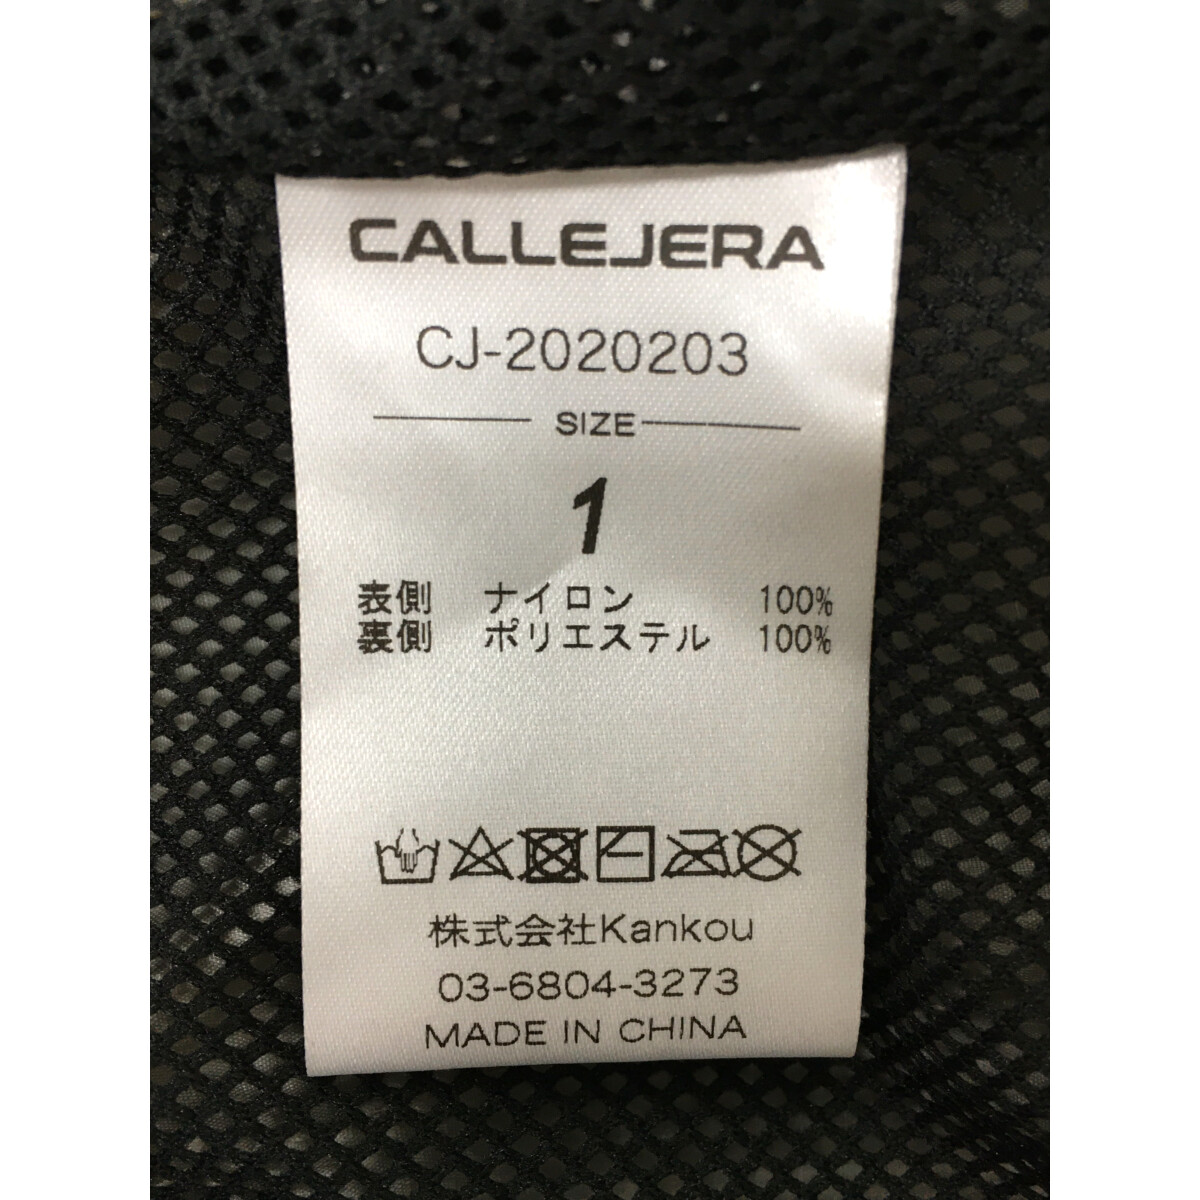 CALLEJERA
CJ-2020203
SIZE
1
表側 ナイロン 100%
裏側 ポリエステル 100%
株式会社Kankou
03-6804-3273
MADE IN CHINA